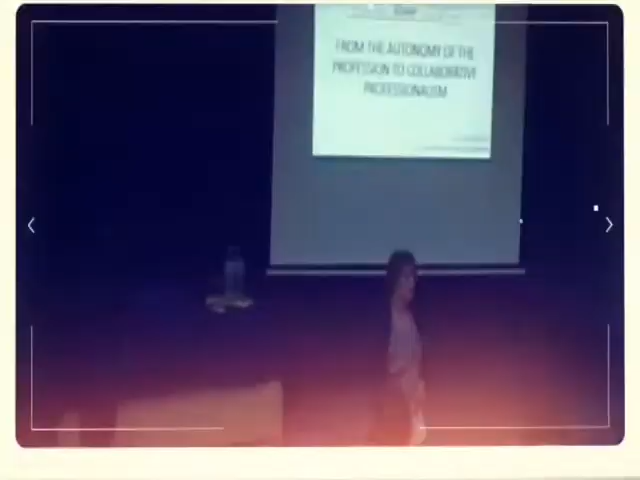 FROM THE AUTONOMY OF THE
PROFESSION TO COLLABORATIVE
PROFESSIONALISM